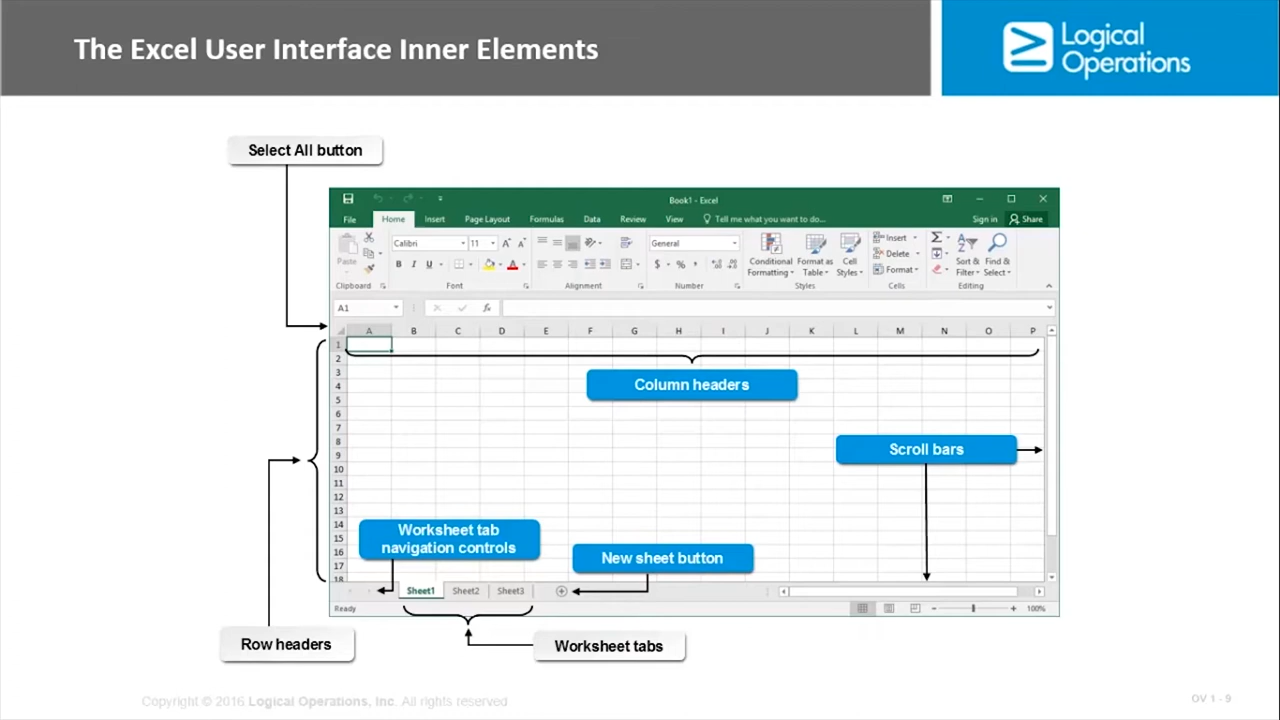 The Excel User Interface Inner Elements
Logical
Operations
Select All button
Book1 - Excel
File Home Insert Page Layout Formulas Data Review View Tell me what you want to do... Sign in Share
Calibri 11 General
Paste
B I U $ %
Conditional Formatting Format as Table Cell Styles
Insert
Delete
Format
Sort & Filter Find & Select
Clipboard Font Alignment Number Styles Cells Editing
A1 fx
A B C D E F G H I J K L M N O P
1
2
3
Column headers
4
5
6
7
8
Scroll bars
9
10
11
12
13
14
Worksheet tab
navigation controls
15
16
New sheet button
17
18
Sheet1 Sheet2 Sheet3
Ready 100%
Row headers
Worksheet tabs
Copyright © 2016 Logical Operations, Inc. All rights reserved
OV 1 - 9